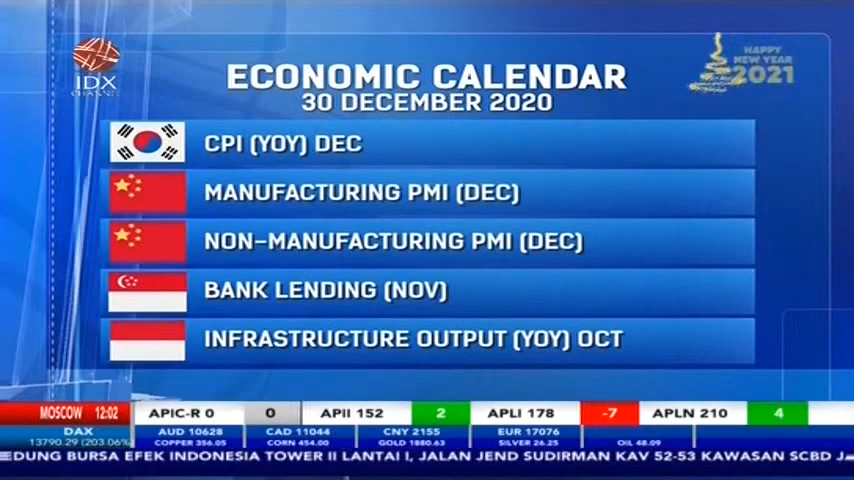 IDX
CHANNEL
HAPPY
NEW YEAR
2021
ECONOMIC CALENDAR
30 DECEMBER 2020
CPI (YOY) DEC
MANUFACTURING PMI (DEC)
NON-MANUFACTURING PMI (DEC)
BANK LENDING (NOV)
INFRASTRUCTURE OUTPUT (YOY) OCT
MOSCOW 12:02 APIC-R 0 0 APII 152 2 APLI 178 -7 APLN 210 4
DAX AUD 10628 CAD 11044 CNY 2155 EUR 17076
13790.29 (203.06% COPPER 356.05 CORN 454.00 GOLD 1880.63 SILVER 26.25 OIL 48.09
EDUNG BURSA EFEK INDONESIA TOWER II LANTAI I, JALAN JEND SUDIRMAN KAV 52-53 KAWASAN SCBD